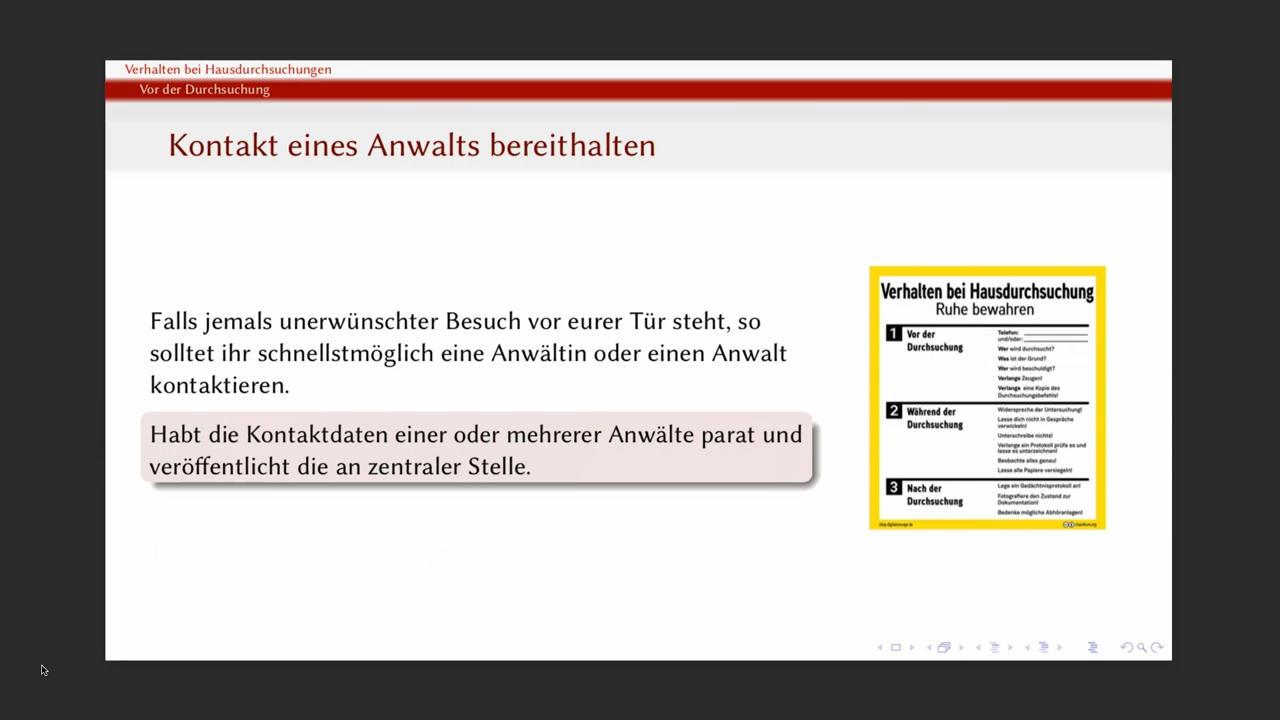 Verhalten bei Hausdurchsuchungen
Vor der Durchsuchung
Kontakt eines Anwalts bereithalten
Falls jemals unerwünschter Besuch vor eurer Tür steht, so
solltet ihr schnellstmöglich eine Anwältin oder einen Anwalt
kontaktieren.
Habt die Kontaktdaten einer oder mehrerer Anwälte parat und
veröffentlicht die an zentraler Stelle.
Verhalten bei Hausdurchsuchung
Ruhe bewahren
1 Vor der
Durchsuchung
Telefon:
und/oder:
Wer wird durchsucht?
Was ist der Grund?
Wer wird beschuldigt?
Verlange Zeugen!
Verlange eine Kopie des
Durchsuchungsbefehls!
2 Während der
Durchsuchung
Widerspreche der Untersuchung!
Lasse dich nicht in Gespräche
verwickeln!
Unterschreibe nichts!
Verlange ein Protokoll prüfe es und
lasse es unterzeichnen!
Beobachte alles genau!
Lasse alle Papiere versiegeln!
3 Nach der
Durchsuchung
Lege ein Gedächtnisprotokoll an!
Fotografiere den Zustand zur
Dokumentation!
Bedenke mögliche Abhöranlagen!